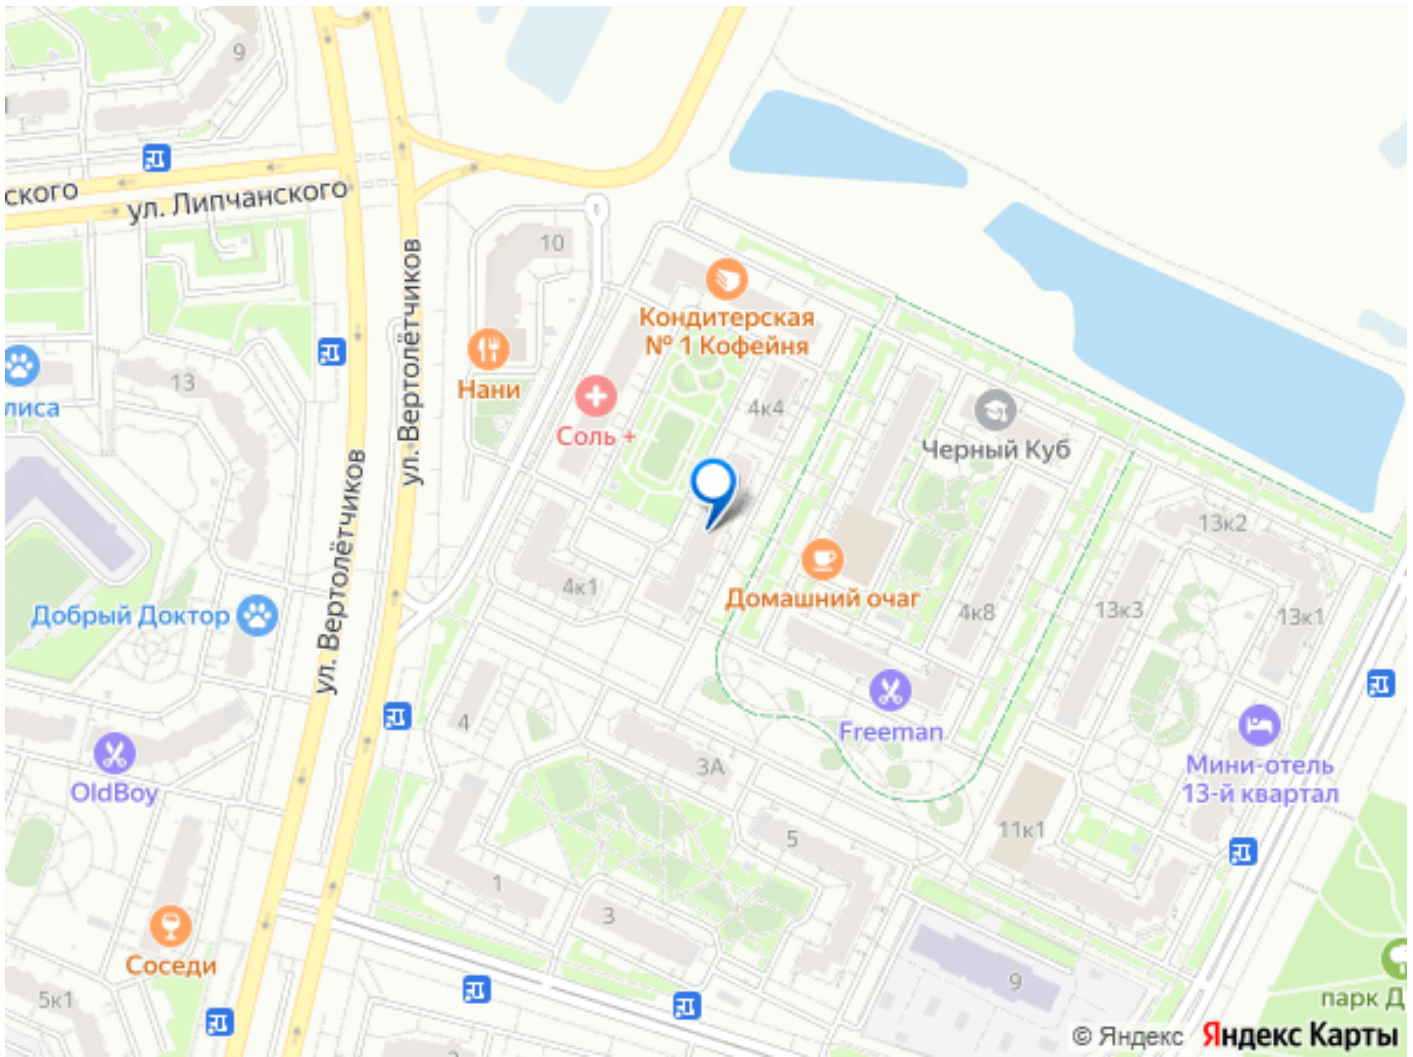 9
ского
ул. Липчанского
ул. Вертолётчиков
10
Кондитерская
№ 1 Кофейня
Нани
13
лиса
Соль +
4к4
Черный Куб
ул. Вертолётчиков
13к2
4к1
Домашний очаг
4к8
13к3
13к1
Добрый Доктор
4
Freeman
3А
OldBoy
Мини-отель
13-й квартал
11к1
5
1
3
Соседи
9
5к1
парк Д
© Яндекс Яндекс Карты